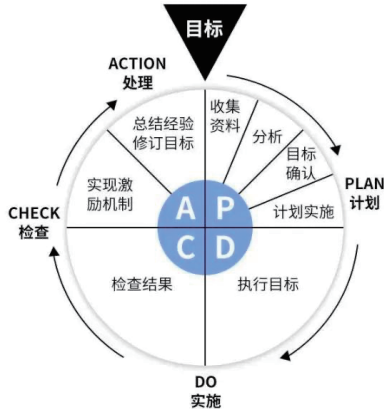 目标
ACTION
处理
总结经验
修订目标
收集
资料
分析
目标
确认
PLAN
计划
计划实施
实现激
励机制
A P
C D
CHECK
检查
检查结果
执行目标
DO
实施